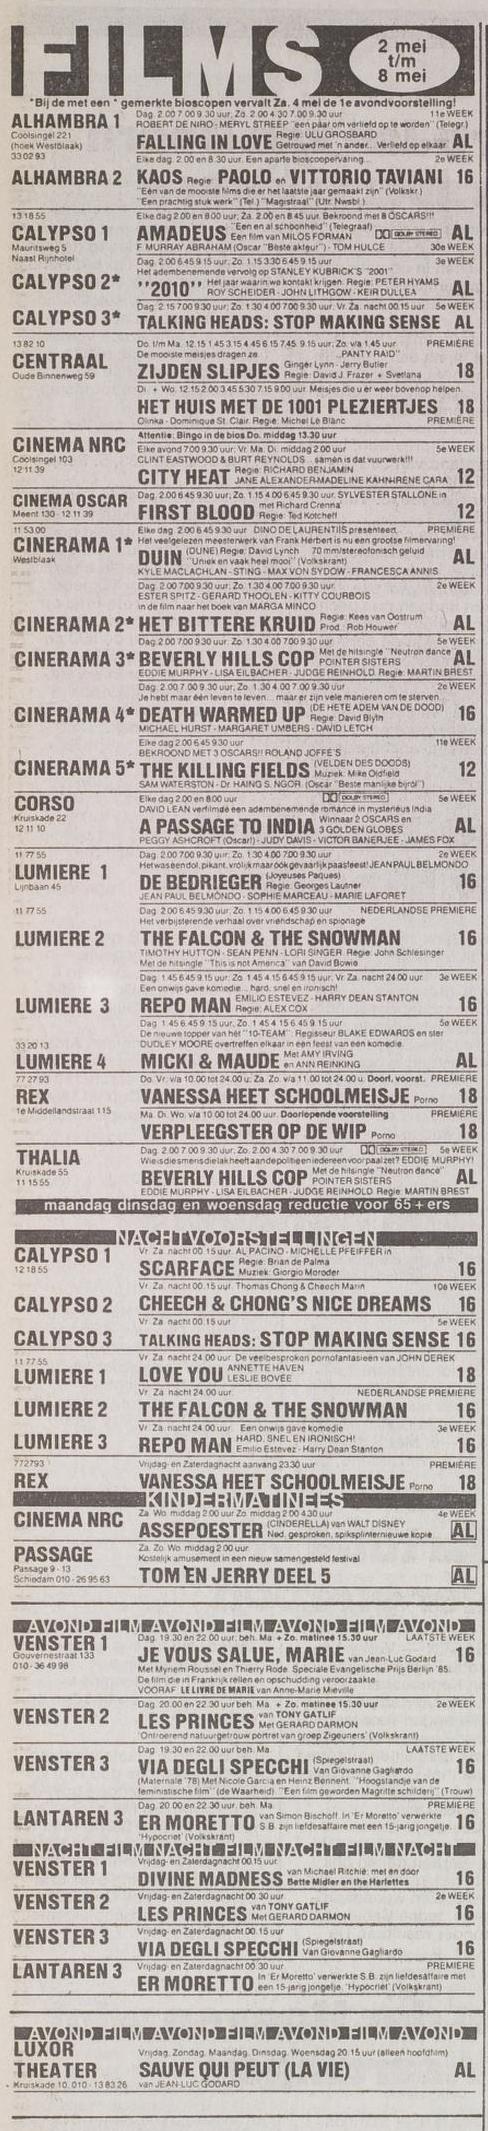 FILMS
2 mei
t/m
8 mei
*Bij de met een * gemerkte bioscopen vervalt Za. 4 mei de 1e avondvoorstelling!
ALHAMBRA 1
Coolsingel 221
(hoek Westblaak)
33 02 93
Dag. 2.00 7.00 9.30 uur; Zo. 2.00 4.30 7.00 9.30 uur 11e WEEK
ROBERT DE NIRO - MERYL STREEP "een paar om verliefd op te worden" (Telegr.)
FALLING IN LOVE Regie: ULU GROSBARD Getrouwd met 'n ander.. Verliefd op elkaar AL
ALHAMBRA 2
Elke dag. 2.00 en 8.30 uur. Een aparte bioscoopervaring... 2e WEEK
KAOS Regie: PAOLO en VITTORIO TAVIANI 16
"Eén van de mooiste films die er het laatste jaar gemaakt zijn" (Volkskr.)
"Een prachtig stuk werk" (Tel.) "Magistraal" (Utr. Nwsbl.)
13 18 55
CALYPSO 1
Mauritsweg 5
Naast Rijnhotel
Elke dag 2.00 en 8.00 uur; Za. 2.00 en 8.45 uur. Bekroond met 8 OSCARS!!!
AMADEUS "Een en al schoonheid" (Telegraaf) Een film van MILOS FORMAN DOLBY STEREO AL
F. MURRAY ABRAHAM (Oscar "Beste akteur") - TOM HULCE 30e WEEK
CALYPSO 2*
Dag. 2.00 6.45 9.15 uur; Zo. 1.15 3.30 6.45 9.15 uur 3e WEEK
Het adembenemende vervolg op STANLEY KUBRICK'S "2001"
"2010" Het jaar waarin we kontakt krijgen. Regie: PETER HYAMS
ROY SCHEIDER - JOHN LITHGOW - KEIR DULLEA AL
CALYPSO 3*
Dag. 2.15 7.00 9.30 uur; Zo. 1.30 4.00 7.00 9.30 uur; Vr. Za. nacht 00.15 uur 5e WEEK
TALKING HEADS: STOP MAKING SENSE AL
13 82 10
CENTRAAL
Oude Binnenweg 59
Do. t/m Ma. 12.15 1.45 3.15 4.45 6.15 7.45 9.15 uur; Zo. v/a 1.45 uur PREMIÈRE
De mooiste meisjes dragen ze... "PANTY RAID"
ZIJDEN SLIPJES Ginger Lynn - Jerry Butler Regie: David J. Frazer + Svetlana 18
Di. + Wo. 12.15 2.00 3.45 5.30 7.15 9.00 uur. Meisjes die u er weer bovenop helpen.
HET HUIS MET DE 1001 PLEZIERTJES 18
Olinka - Dominique St. Clair. Regie: Michel Le Blanc PREMIÈRE
CINEMA NRC
Coolsingel 103
12 11 39
Attentie: Bingo in de bios Do. middag 13.30 uur
Elke avond 7.00 9.30 uur; Vr. Ma. Di. middag 2.00 uur 5e WEEK
CLINT EASTWOOD & BURT REYNOLDS... samen is dat vuurwerk!!!
CITY HEAT Regie: RICHARD BENJAMIN JANE ALEXANDER-MADELINE KAHN-IRENE CARA 12
CINEMA OSCAR
Meent 130 - 12 11 39
Dag. 2.00 6.45 9.30 uur; Zo. 1.15 4.00 6.45 9.30 uur. SYLVESTER STALLONE in
FIRST BLOOD met Richard Crenna Regie: Ted Kotcheff 12
11 53 00
CINERAMA 1*
Westblaak
Elke dag. 2.00 6.45 9.30 uur DINO DE LAURENTIIS presenteert... PREMIÈRE
Het veelgelezen meesterwerk van Frank Herbert is nu een grootse filmervaring!
DUIN (DUNE) Regie: David Lynch 70 mm/stereofonisch geluid "Uniek en vaak heel mooi" (Volkskrant) AL
KYLE MACLACHLAN - STING - MAX VON SYDOW - FRANCESCA ANNIS
CINERAMA 2*
Dag. 2.00 7.00 9.30 uur; Zo. 1.30 4.00 7.00 9.30 uur 2e WEEK
ESTER SPITZ - GERARD THOOLEN - KITTY COURBOIS
in de film naar het boek van MARGA MINCO
HET BITTERE KRUID Regie: Kees van Oostrum Prod.: Rob Houwer AL
CINERAMA 3*
Dag 2.00 7.00 9.30 uur; Zo. 1.30 4.00 7.00 9.30 uur 5e WEEK
BEVERLY HILLS COP Met de hitsingle "Neutron dance" POINTER SISTERS AL
EDDIE MURPHY - LISA EILBACHER - JUDGE REINHOLD Regie: MARTIN BREST
CINERAMA 4*
Dag. 2.00 7.00 9.30 uur; Zo. 1.30 4.00 7.00 9.30 uur 2e WEEK
Je hebt maar één leven te leven... maar er zijn vele manieren om te sterven...
DEATH WARMED UP (DE HETE ADEM VAN DE DOOD) Regie: David Blyth 16
MICHAEL HURST - MARGARET UMBERS - DAVID LETCH
CINERAMA 5*
Elke dag 2.00 6.45 9.30 uur 11e WEEK
BEKROOND MET 3 OSCARS!! ROLAND JOFFE'S
THE KILLING FIELDS (VELDEN DES DOODS) Muziek: Mike Oldfield 12
SAM WATERSTON - Dr HAING S. NGOR. (Oscar "Beste manlijke bijrol")
CORSO
Kruiskade 22
12 11 10
Elke dag 2.00 en 8.00 uur DOLBY STEREO 5e WEEK
DAVID LEAN verfilmde een adembenemende romance in mysterieus India
A PASSAGE TO INDIA Winnaar 2 OSCARS en 3 GOLDEN GLOBES AL
PEGGY ASHCROFT (Oscar!) - JUDY DAVIS - VICTOR BANERJEE - JAMES FOX
11 77 55
LUMIERE 1
Lijnbaan 45
Dag. 2.00 7.00 9.30 uur; Zo. 1.30 4.00 7.00 9.30 uur 2e WEEK
Het was een dol, pikant, vrolijk maar óók gevaarlijk paasfeest! JEAN PAUL BELMONDO
DE BEDRIEGER (Joyeuses Paques) Regie: Georges Lautner 16
JEAN PAUL BELMONDO - SOPHIE MARCEAU - MARIE LAFORET
11 77 55
LUMIERE 2
Dag. 2.00 6.45 9.30 uur; Zo. 1.15 4.00 6.45 9.30 uur NEDERLANDSE PREMIÈRE
Het verbijsterende verhaal over vriendschap en spionage
THE FALCON & THE SNOWMAN 16
TIMOTHY HUTTON - SEAN PENN - LORI SINGER. Regie: John Schlesinger
Met de hitsingle "This is not America" van David Bowie
LUMIERE 3
Dag. 1.45 6.45 9.15 uur; Zo. 1.45 4.15 6.45 9.15 uur; Vr. Za. nacht 24.00 uur 3e WEEK
Een onwijs gave komedie... hard, snel en ironisch!
REPO MAN EMILIO ESTEVEZ - HARRY DEAN STANTON Regie: ALEX COX 16
33 20 13
LUMIERE 4
Dag. 1.45 6.45 9.15 uur; Zo. 1.45 4.15 6.45 9.15 uur 5e WEEK
De nieuwe topper van hét "10-TEAM". Regisseur BLAKE EDWARDS en ster
DUDLEY MOORE overtreffen elkaar in een feest van een komedie.
MICKI & MAUDE Met AMY IRVING en ANN REINKING AL
77 27 93
REX
1e Middellandstraat 115
Do. Vr. v/a 10.00 tot 24.00 u; Za. Zo. v/a 11.00 tot 24.00 u. Doorl. voorst. PREMIÈRE
VANESSA HEET SCHOOLMEISJE Porno 18
Ma. Di. Wo. v/a 10.00 tot 24.00 uur. Doorlopende voorstelling PREMIÈRE
VERPLEEGSTER OP DE WIP Porno 18
THALIA
Kruiskade 55
11 15 55
Dag. 2.00 7.00 9.30 uur; Zo. 2.00 4.30 7.00 9.30 uur DOLBY STEREO 5e WEEK
Wie is die smeris die lak heeft aan de politie en iedereen voor paal zet? EDDIE MURPHY!
BEVERLY HILLS COP Met de hitsingle "Neutron dance" POINTER SISTERS AL
EDDIE MURPHY - LISA EILBACHER - JUDGE REINHOLD Regie: MARTIN BREST
maandag dinsdag en woensdag reductie voor 65+ers
NACHTVOORSTELLINGEN
CALYPSO 1
12 18 55
Vr. Za. nacht 00.15 uur. AL PACINO - MICHELLE PFEIFFER in
SCARFACE Regie: Brian de Palma Muziek: Giorgio Moroder 16
CALYPSO 2
Vr. Za. nacht 00.15 uur. Thomas Chong & Cheech Marin 10e WEEK
CHEECH & CHONG'S NICE DREAMS 16
CALYPSO 3
Vr. Za. nacht 00.15 uur 5e WEEK
TALKING HEADS: STOP MAKING SENSE 16
11 77 55
LUMIERE 1
Vr. Za. nacht 24.00 uur. De veelbesproken pornofantasieën van JOHN DEREK
LOVE YOU ANNETTE HAVEN LESLIE BOVÉE 18
LUMIERE 2
Vr. Za. nacht 24.00 uur. NEDERLANDSE PREMIÈRE
THE FALCON & THE SNOWMAN 16
LUMIERE 3
Vr. Za. nacht 24.00 uur. Een onwijs gave komedie 3e WEEK
REPO MAN HARD, SNEL EN IRONISCH! Emilio Estevez - Harry Dean Stanton 16
772793
REX
Vrijdag- en Zaterdagnacht aanvang 23.30 uur PREMIÈRE
VANESSA HEET SCHOOLMEISJE Porno 18
KINDERMATINEES
CINEMA NRC
Za. Wo. middag 2.00 uur Zo. middag 2.00 4.30 uur 4e WEEK
ASSEPOESTER (CINDERELLA) van WALT DISNEY Ned. gesproken, spiksplinternieuwe kopie AL
PASSAGE
Passage 9 - 13
Schiedam 010 - 26 95 63
Za. Zo. Wo. middag 2.00 uur.
Kostelijk amusement in een nieuw samengesteld festival
TOM EN JERRY DEEL 5 AL
AVOND FILM AVOND FILM AVOND FILM AVOND
VENSTER 1
Gouvernestraat 133
010 - 36 49 98
Dag. 19.30 en 22.00 uur, beh. Ma. + Zo. matinee 15.30 uur LAATSTE WEEK
JE VOUS SALUE, MARIE van Jean-Luc Godard 16
Met Myriem Roussel en Thierry Rode. Speciale Evangelische Prijs Berlijn '85.
De film die in Frankrijk rellen en opschudding veroorzaakte.
VOORAF: LE LIVRE DE MARIE van Anne-Marie Mieville
VENSTER 2
Dag. 20.00 en 22.30 uur beh. Ma. + Zo. matinee 15.30 uur 2e WEEK
LES PRINCES van TONY GATLIF Met GERARD DARMON 16
'Ontroerend natuurgetrouw portret van groep Zigeuners' (Volkskrant)
VENSTER 3
Dag. 19.30 en 22.00 uur beh. Ma. LAATSTE WEEK
VIA DEGLI SPECCHI (Spiegelstraat) Van Giovanne Gagliardo 16
(Maternale '78) Met Nicole Garcia en Heinz Bennent. "Hoogstandje van de
feministische film" (de Waarheid). "Een film geworden Magritte schilderij" (Trouw)
LANTAREN 3
Dag. 20.00 en 22.30 uur, beh. Ma. PREMIÈRE
ER MORETTO van Simon Bischoff. In 'Er Moretto' verwerkte S.B. zijn liefdesaffaire met een 15-jarig jongetje. 16
'Hypocriet' (Volkskrant)
NACHT FILM NACHT FILM NACHT FILM NACHT
VENSTER 1
Vrijdag- en Zaterdagnacht 00.15 uur.
DIVINE MADNESS van Michael Ritchie; met en door Bette Midler en the Harlettes 16
VENSTER 2
Vrijdag- en Zaterdagnacht 00.30 uur 2e WEEK
LES PRINCES van TONY GATLIF Met GERARD DARMON 16
VENSTER 3
Vrijdag- en Zaterdagnacht 00.15 uur
VIA DEGLI SPECCHI (Spiegelstraat) Van Giovanne Gagliardo 16
LANTAREN 3
Vrijdag- en Zaterdagnacht 00.30 uur PREMIÈRE
ER MORETTO In 'Er Moretto' verwerkte S.B. zijn liefdesaffaire met een 15-jarig jongetje. 'Hypocriet' (Volkskrant) 16
AVOND FILM AVOND FILM AVOND FILM AVOND
LUXOR
THEATER
Kruiskade 10, 010 - 13 83 26
Vrijdag, Zondag, Maandag, Dinsdag, Woensdag 20.15 uur (alleen hoofdfilm)
SAUVE QUI PEUT (LA VIE) AL
van JEAN-LUC GODARD